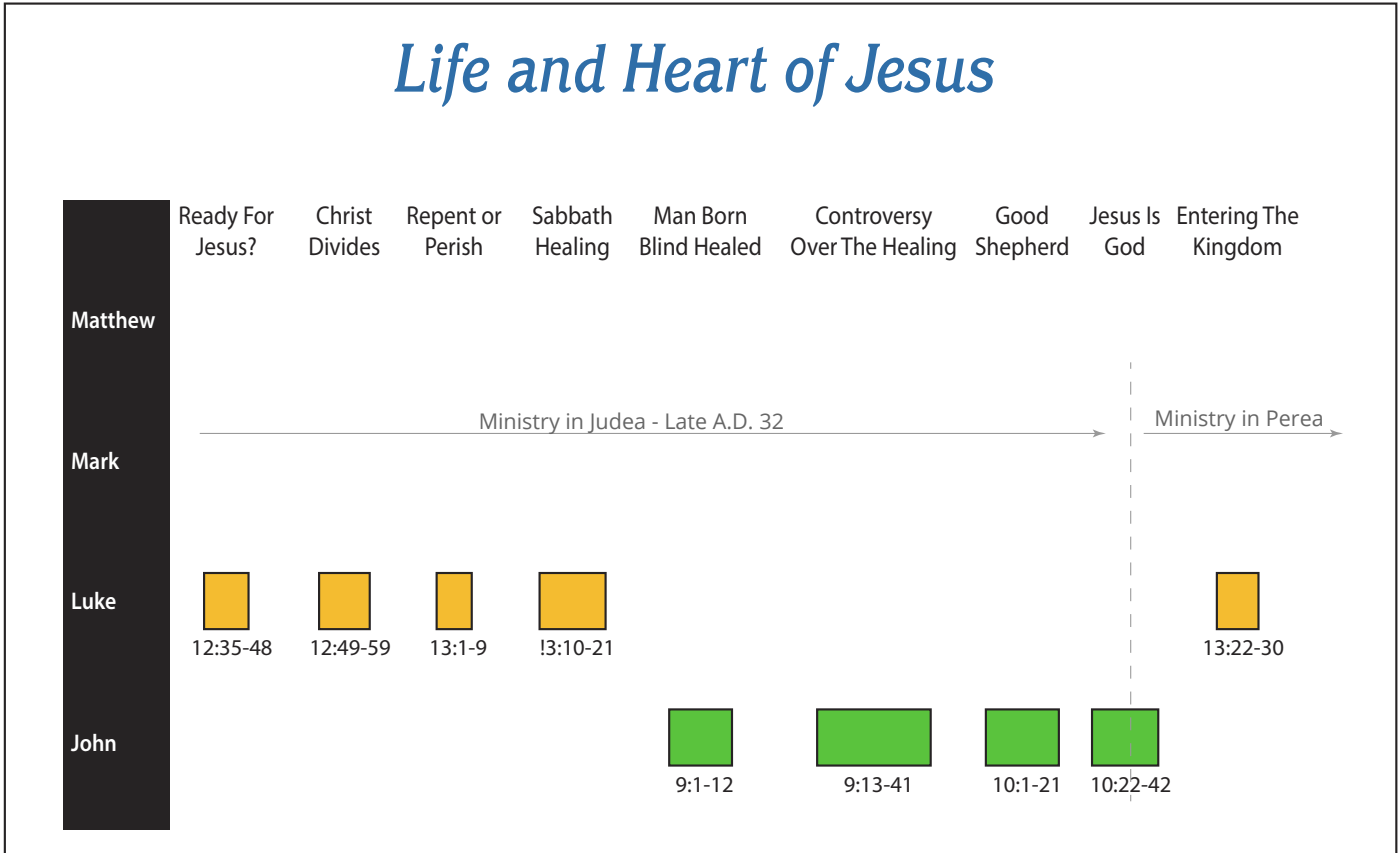 Life and Heart of Jesus
Ready For
Jesus?
Christ
Divides
Repent or
Perish
Sabbath
Healing
Man Born
Blind Healed
Controversy
Over The Healing
Good
Shepherd
Jesus Is
God
Entering The
Kingdom
Matthew
Ministry in Judea - Late A.D. 32
Ministry in Perea
Mark
Luke
12:35-48
12:49-59
13:1-9
!3:10-21
13:22-30
John
9:1-12
9:13-41
10:1-21
10:22-42